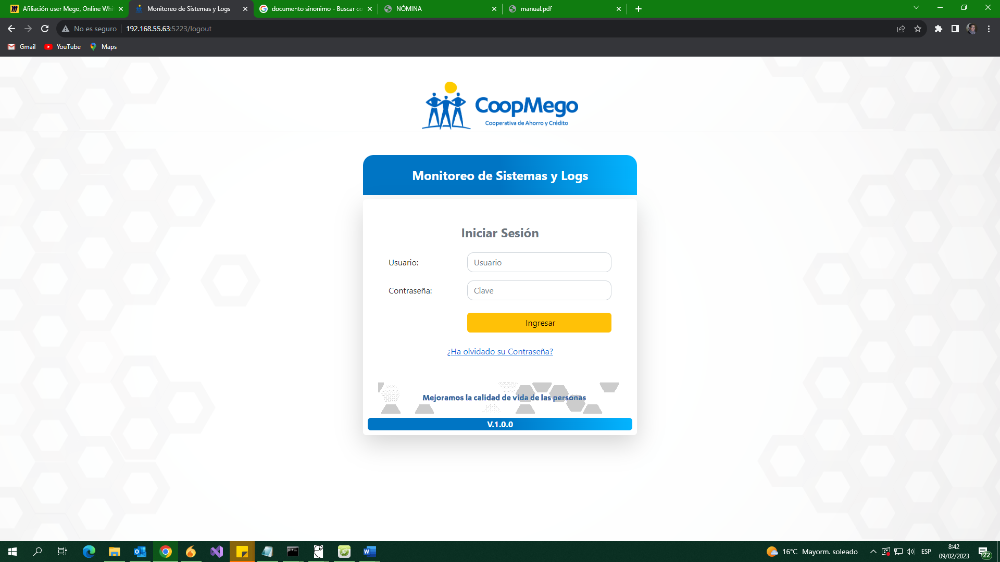 Afiliación user Mego, Online Whi
Monitoreo de Sistemas y Logs
documento sinonimo - Buscar co
NÓMINA
manual.pdf
No es seguro
192.168.55.63:5223/logout
Gmail
YouTube
Maps
CoopMego
Cooperativa de Ahorro y Crédito
Monitoreo de Sistemas y Logs
Iniciar Sesión
Usuario:
Usuario
Contraseña:
Clave
Ingresar
¿Ha olvidado su Contraseña?
Mejoramos la calidad de vida de las personas
V.1.0.0
16°C Mayorm. soleado
ESP
8:42
09/02/2023
22